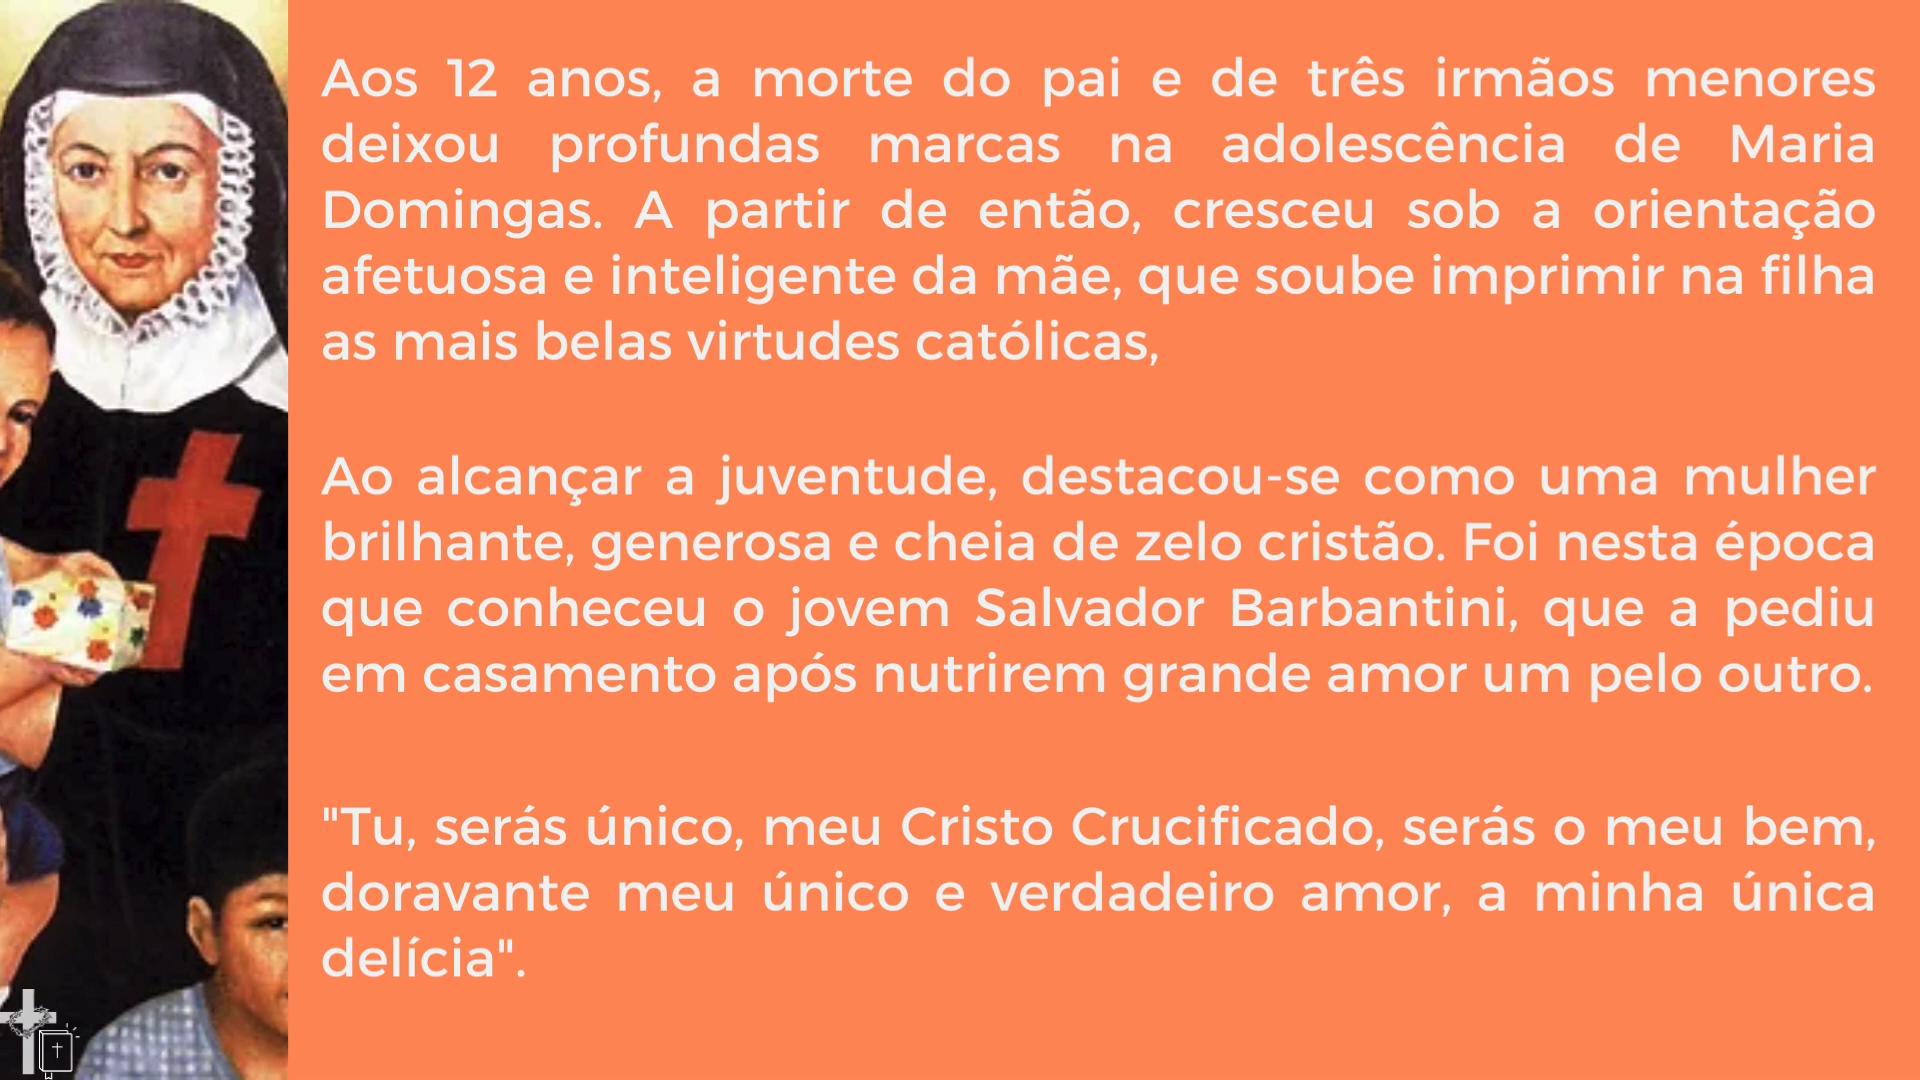 Aos 12 anos, a morte do pai e de três irmãos menores
deixou profundas marcas na adolescência de Maria
Domingas. A partir de então, cresceu sob a orientação
afetuosa e inteligente da mãe, que soube imprimir na filha
as mais belas virtudes católicas,
Ao alcançar a juventude, destacou-se como uma mulher
brilhante, generosa e cheia de zelo cristão. Foi nesta época
que conheceu o jovem Salvador Barbantini, que a pediu
em casamento após nutrirem grande amor um pelo outro.
"Tu, serás único, meu Cristo Crucificado, serás o meu bem,
doravante meu único e verdadeiro amor, a minha única
delícia".